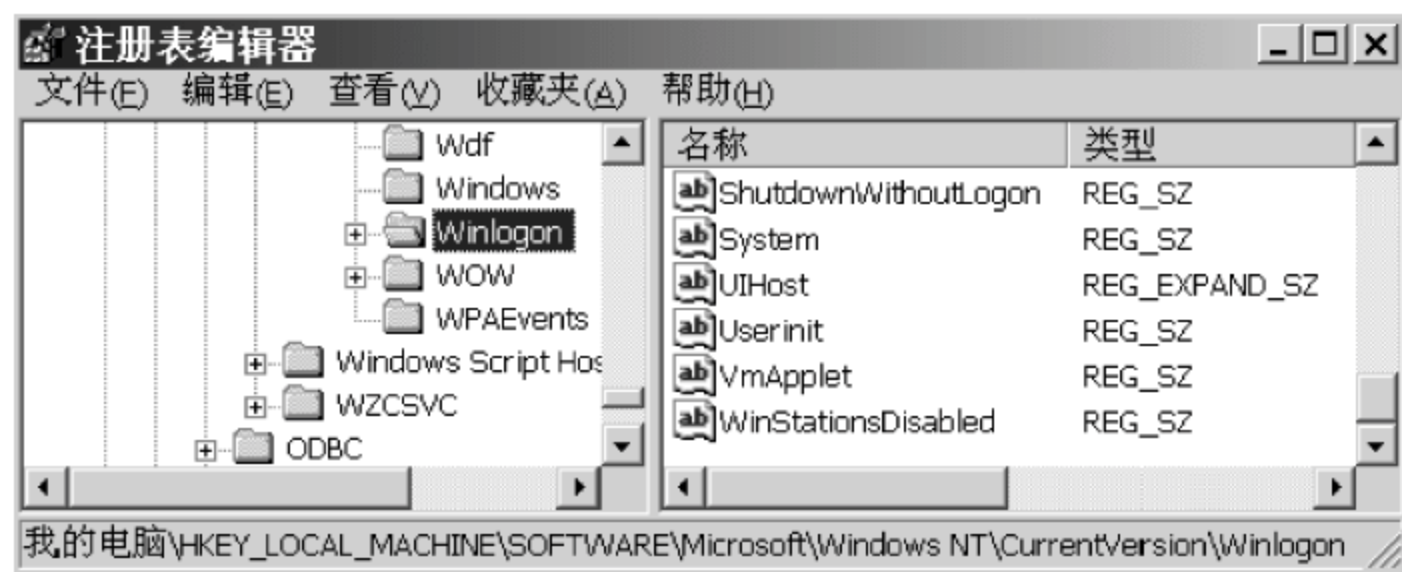 注册表编辑器
文件(F) 编辑(E) 查看(V) 收藏夹(A) 帮助(H)
Wdf
Windows
Winlogon
WOW
WPAEvents
Windows Script Hos
WZCSVC
ODBC
名称 类型
ShutdownWithoutLogon REG_SZ
System REG_SZ
UIHost REG_EXPAND_SZ
Userinit REG_SZ
VmApplet REG_SZ
WinStationsDisabled REG_SZ
我的电脑\HKEY_LOCAL_MACHINE\SOFTWARE\Microsoft\Windows NT\CurrentVersion\Winlogon